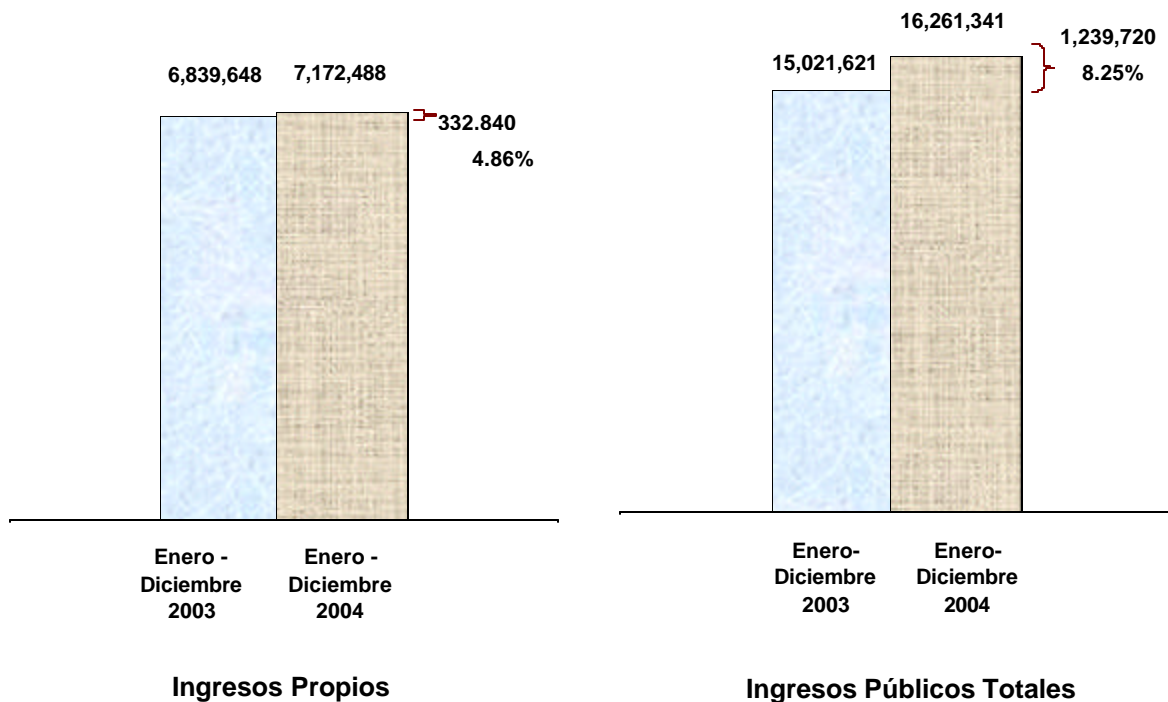 6,839,648
7,172,488
332.840
4.86%
Enero -
Diciembre
2003
Enero -
Diciembre
2004
Ingresos Propios
15,021,621
16,261,341
1,239,720
8.25%
Enero-
Diciembre
2003
Enero-
Diciembre
2004
Ingresos Públicos Totales